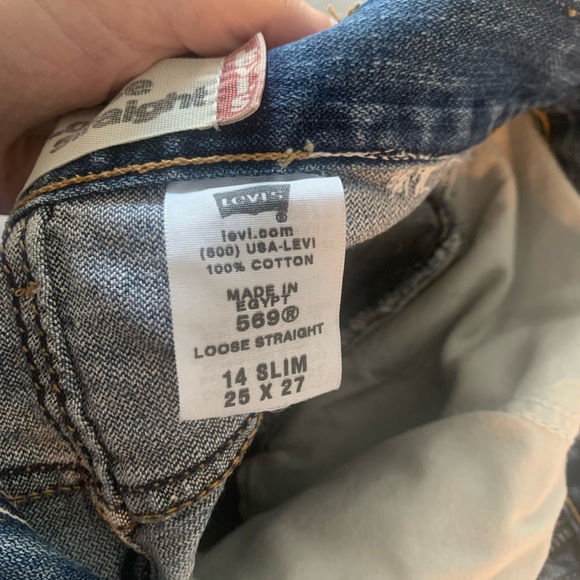 straight
LEVI'S
Levi's
®
levi.com
(800) USA-LEVI
100% COTTON
MADE IN
EGYPT
569®
LOOSE STRAIGHT
14 SLIM
25 X 27